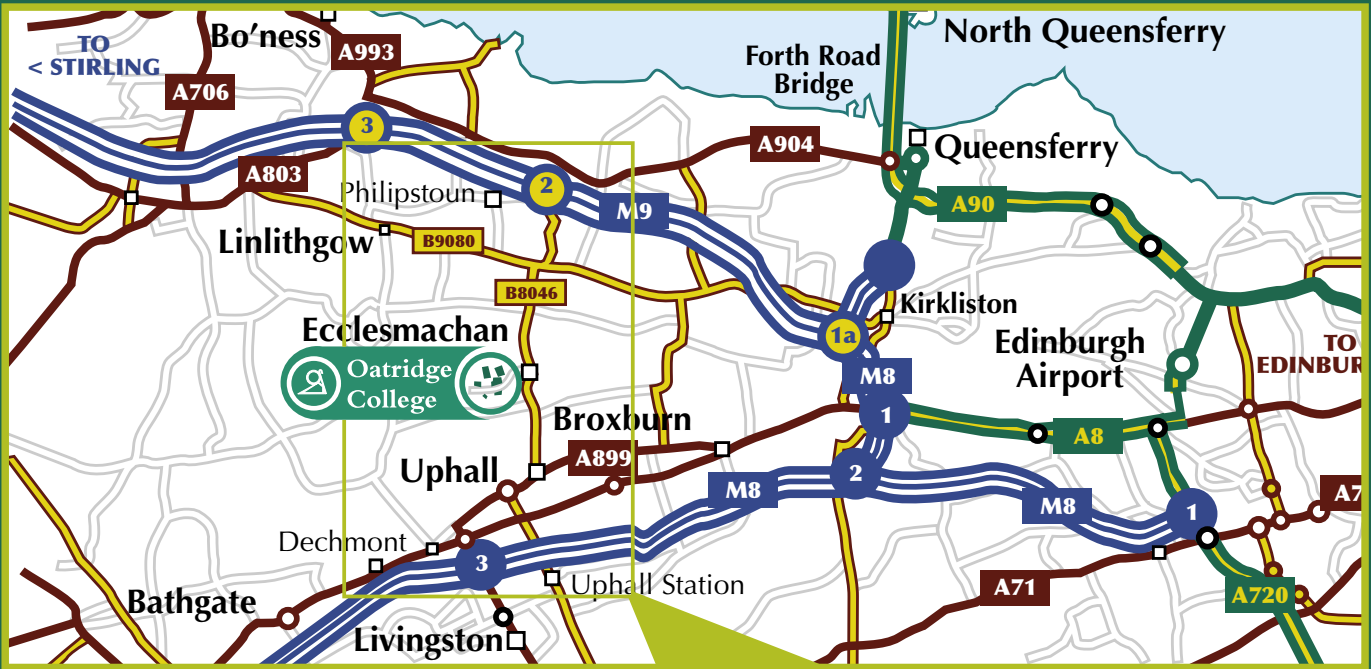 Bo'ness
North Queensferry
TO
< STIRLING
A993
Forth Road
Bridge
A706
3
A904
Queensferry
A803
Philipstoun
2
M9
A90
Linlithgow
B9080
B8046
Kirkliston
Ecclesmachan
1a
Edinburgh
Airport
TO
EDINBUR
Oatridge
College
M8
Broxburn
1
A8
A899
Uphall
2
M8
M8
A7
1
Dechmont
3
Uphall Station
A71
A720
Bathgate
Livingston